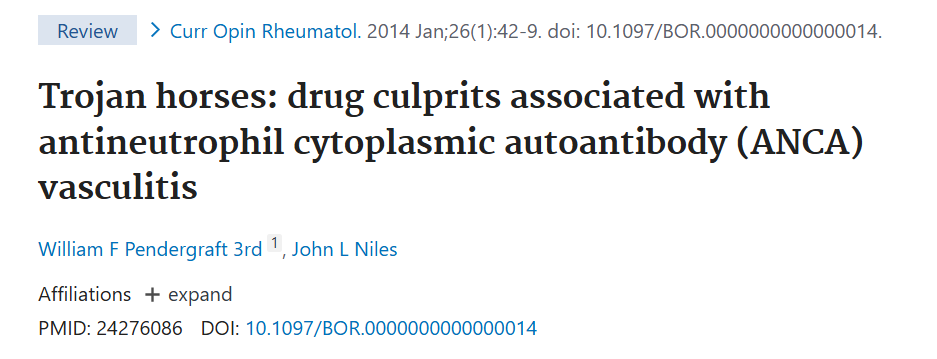 Review > Curr Opin Rheumatol. 2014 Jan;26(1):42-9. doi: 10.1097/BOR.0000000000000014.
Trojan horses: drug culprits associated with
antineutrophil cytoplasmic autoantibody (ANCA)
vasculitis
William F Pendergraft 3rd 1, John L Niles
Affiliations + expand
PMID: 24276086 DOI: 10.1097/BOR.0000000000000014